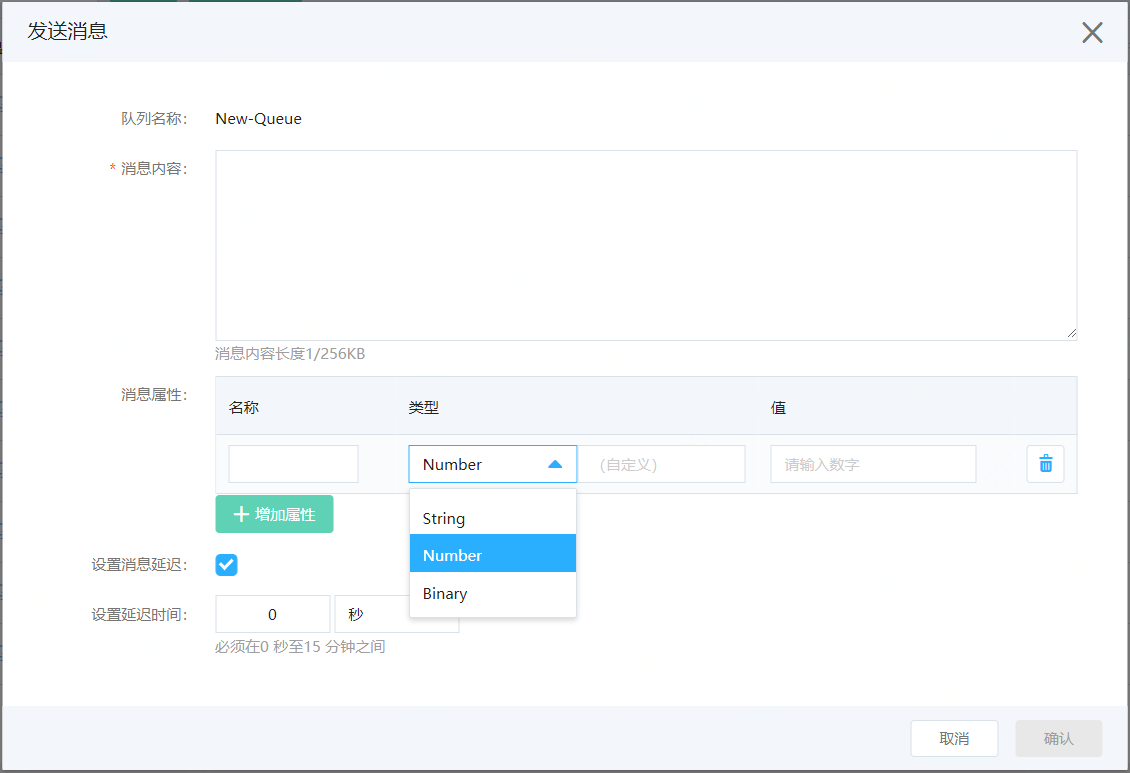 发送消息
队列名称: New-Queue
* 消息内容:
消息内容长度1/256KB
消息属性:
名称 类型 值
Number (自定义) 请输入数字
String
Number
Binary
增加属性
设置消息延迟:
设置延迟时间: 0 秒
必须在0 秒至15 分钟之间
取消 确认